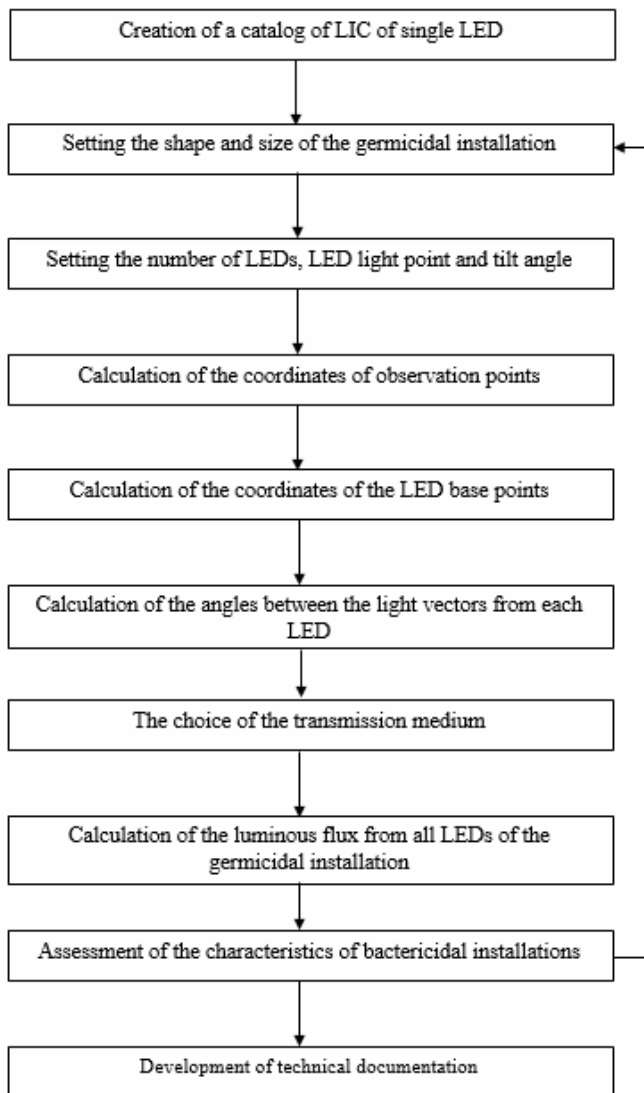 Creation of a catalog of LIC of single LED
Setting the shape and size of the germicidal installation
Setting the number of LEDs, LED light point and tilt angle
Calculation of the coordinates of observation points
Calculation of the coordinates of the LED base points
Calculation of the angles between the light vectors from each
LED
The choice of the transmission medium
Calculation of the luminous flux from all LEDs of the
germicidal installation
Assessment of the characteristics of bactericidal installations
Development of technical documentation